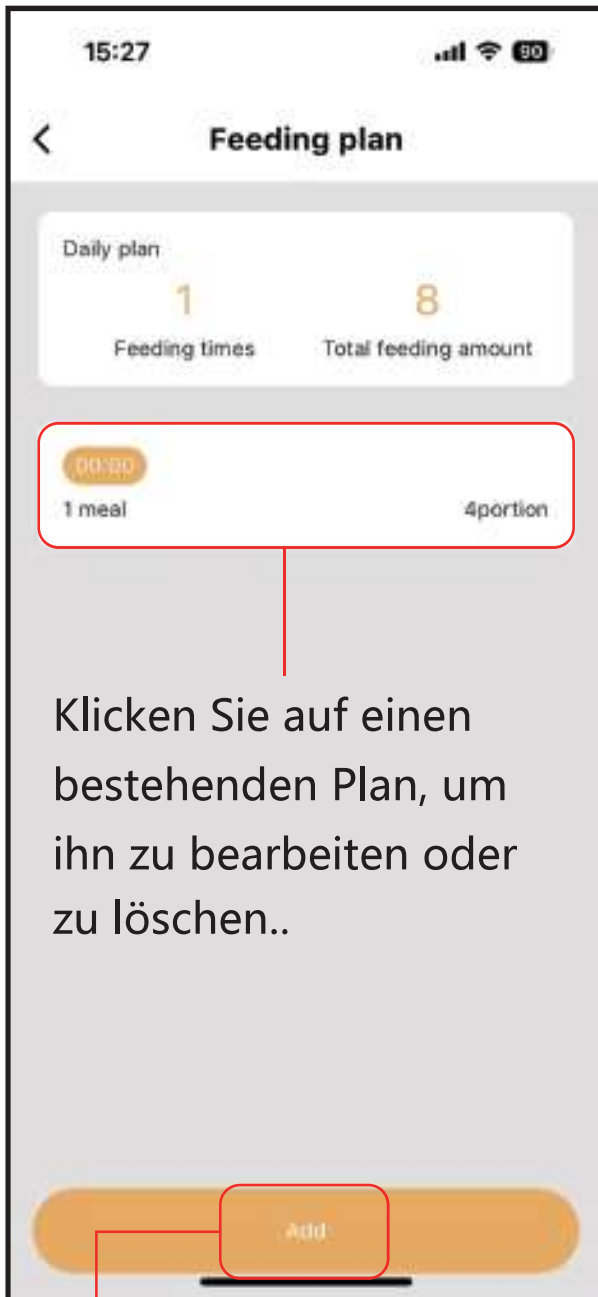 15:27
90
Feeding plan
Daily plan
1 8
Feeding times Total feeding amount
00:00
1 meal 4portion
Klicken Sie auf einen
bestehenden Plan, um
ihn zu bearbeiten oder
zu löschen..
Add